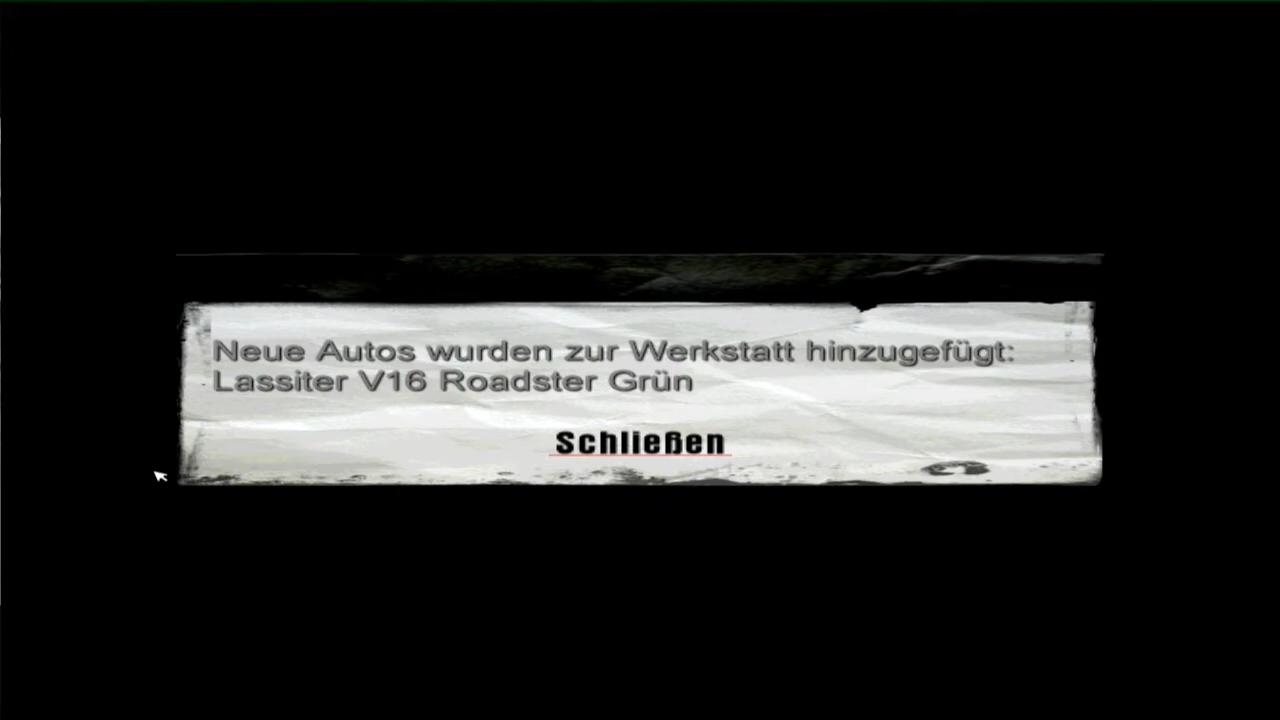 Neue Autos wurden zur Werkstatt hinzugefügt:
Lassiter V16 Roadster Grün
Schließen